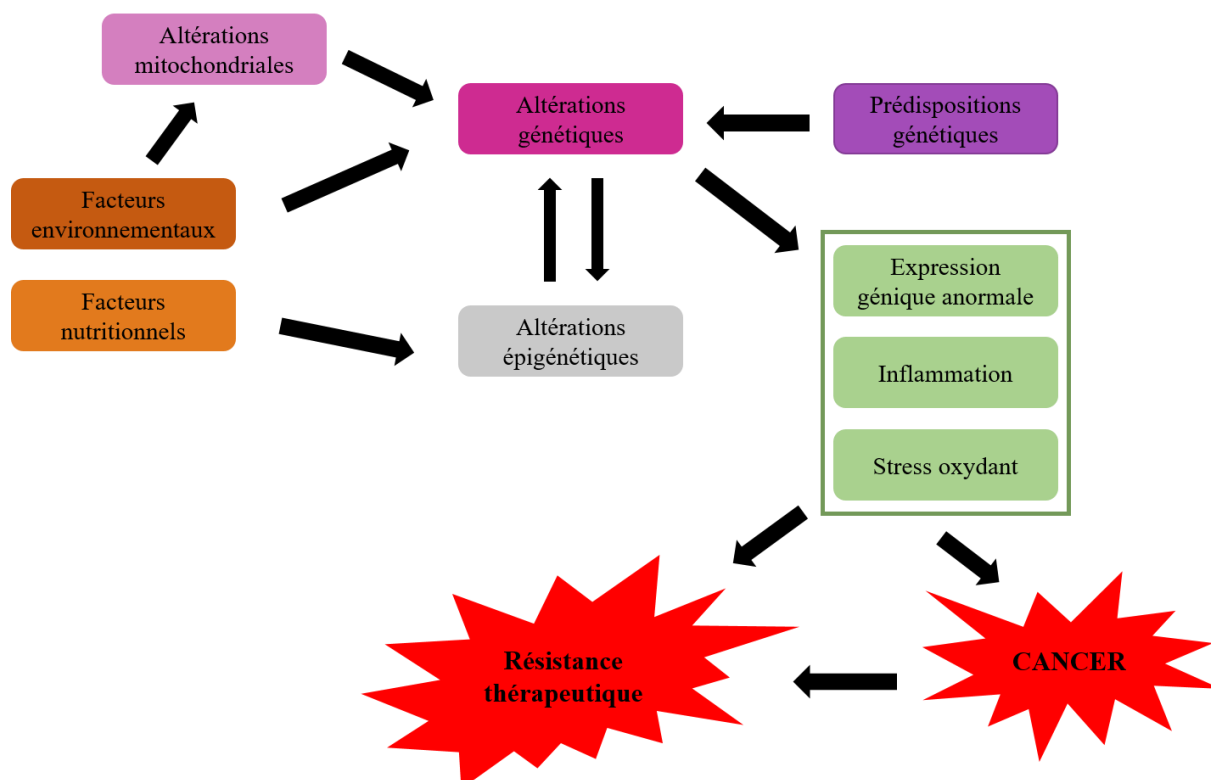 Altérations
mitochondriales
Altérations
génétiques
Prédispositions
génétiques
Facteurs
environnementaux
Facteurs
nutritionnels
Altérations
épigénétiques
Expression
génique anormale
Inflammation
Stress oxydant
Résistance
thérapeutique
CANCER